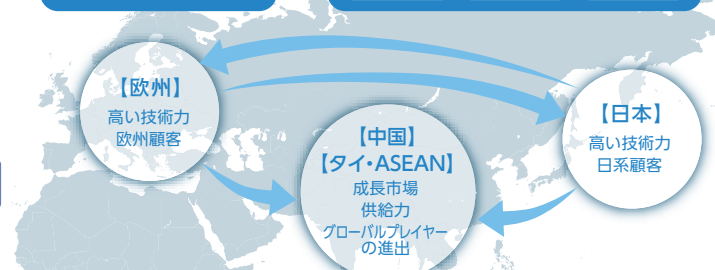 【欧州】
高い技術力
欧州顧客
【中国】
【タイ・ASEAN】
成長市場
供給力
グローバルプレイヤー
の進出
【日本】
高い技術力
日系顧客